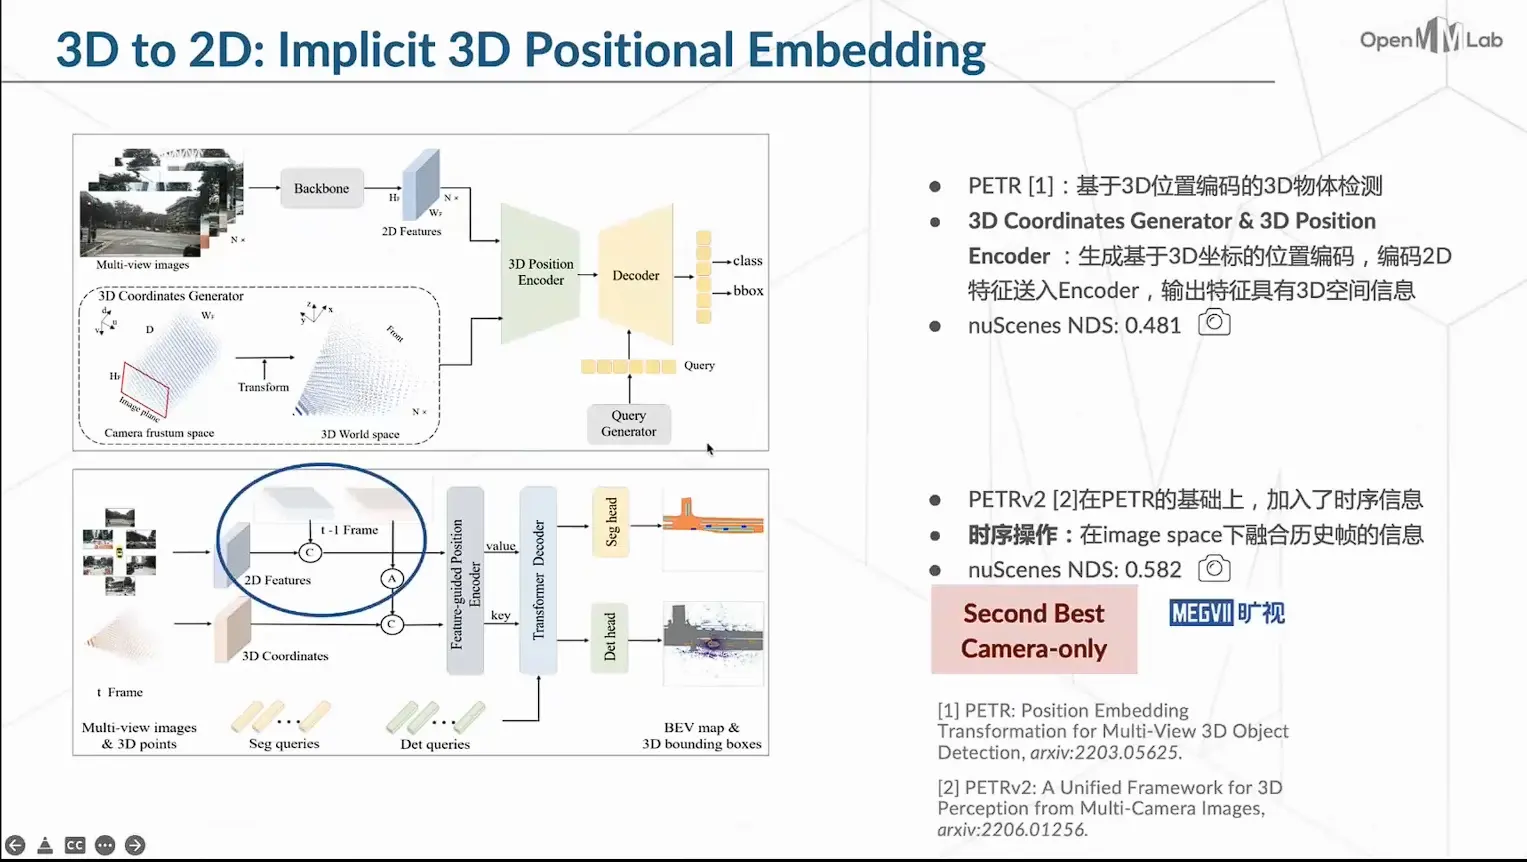 3D to 2D: Implicit 3D Positional Embedding
OpenMMLab
Backbone
H_F
W_F
N ×
2D Features
N ×
Multi-view images
3D Coordinates Generator
d
u
v
D
W_F
H_F
Image plane
Transform
Camera frustum space
z
x
y
Front
N ×
3D World space
3D Position
Encoder
Decoder
class
bbox
Query
Query
Generator
PETR [1]：基于3D位置编码的3D物体检测
3D Coordinates Generator & 3D Position
Encoder ：生成基于3D坐标的位置编码，编码2D
特征送入Encoder，输出特征具有3D空间信息
nuScenes NDS: 0.481
t -1 Frame
C
A
C
2D Features
3D Coordinates
t Frame
Multi-view images
& 3D points
Seg queries
Det queries
Feature-guided Position
Encoder
value
key
Transformer Decoder
Seg head
Det head
BEV map &
3D bounding boxes
PETRv2 [2]在PETR的基础上，加入了时序信息
时序操作：在image space下融合历史帧的信息
nuScenes NDS: 0.582
Second Best
Camera-only
MEGVII 旷视
[1] PETR: Position Embedding
Transformation for Multi-View 3D Object
Detection, arxiv:2203.05625.
[2] PETRv2: A Unified Framework for 3D
Perception from Multi-Camera Images,
arxiv:2206.01256.
CC